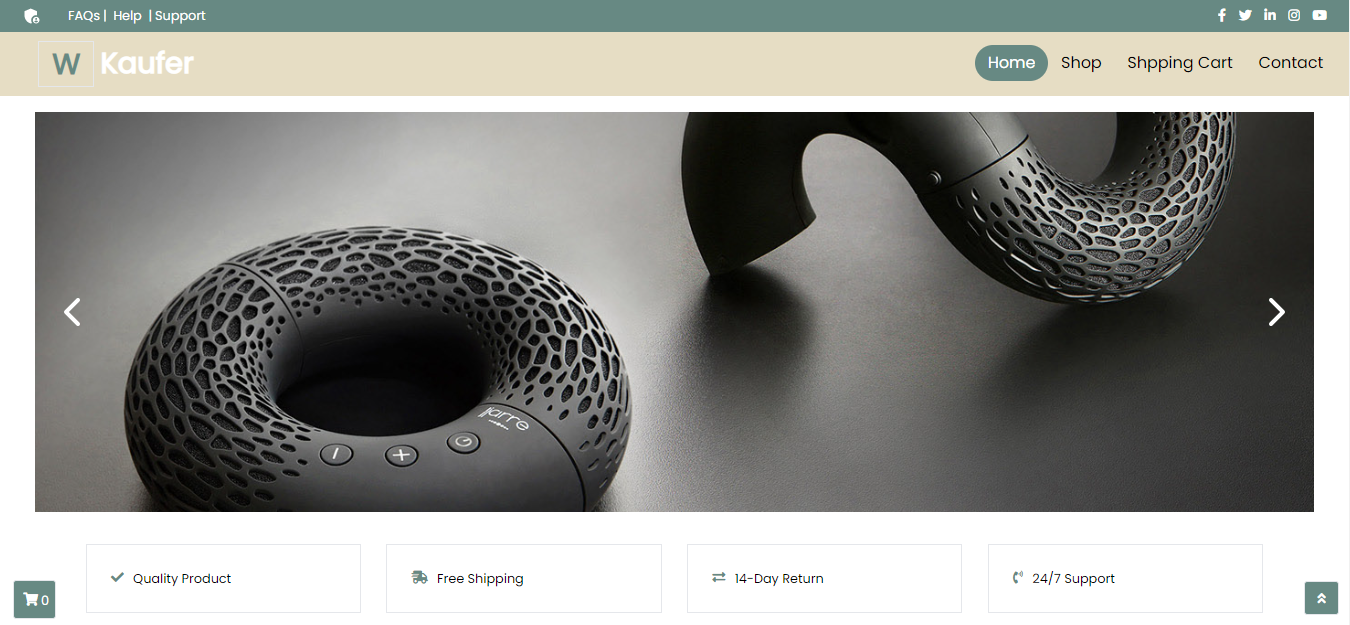 FAQs | Help | Support
W Kaufer
Home Shop Shpping Cart Contact
Jarre
Quality Product
Free Shipping
14-Day Return
24/7 Support
0